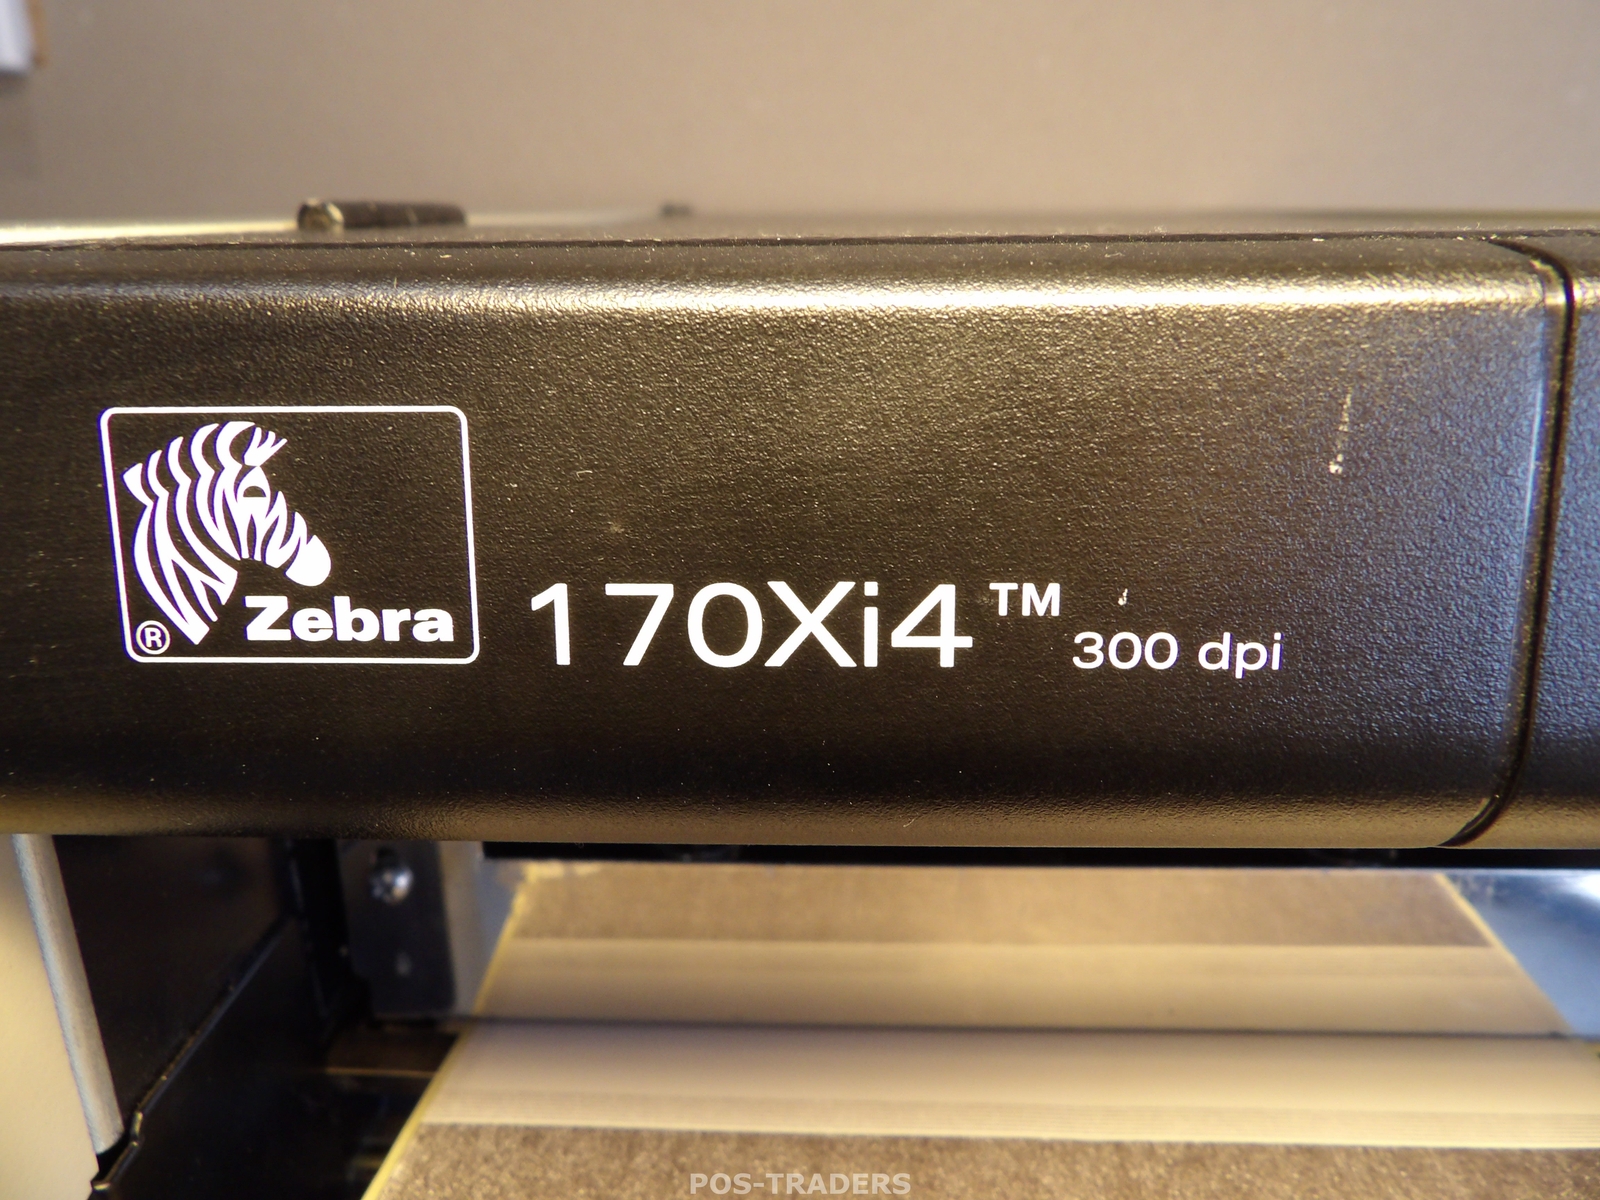 ® Zebra 170Xi4™ 300 dpi
POS-TRADERS